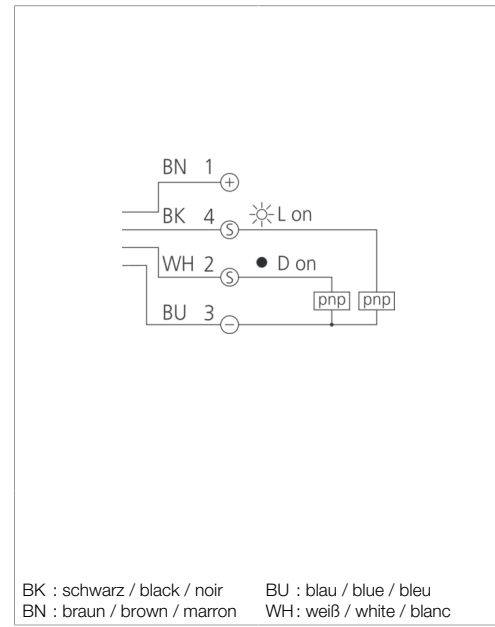 BN 1 +
BK 4 S L on
WH 2 S D on
pnp pnp
BU 3 −
BK : schwarz / black / noir BU : blau / blue / bleu
BN : braun / brown / marron WH : weiß / white / blanc